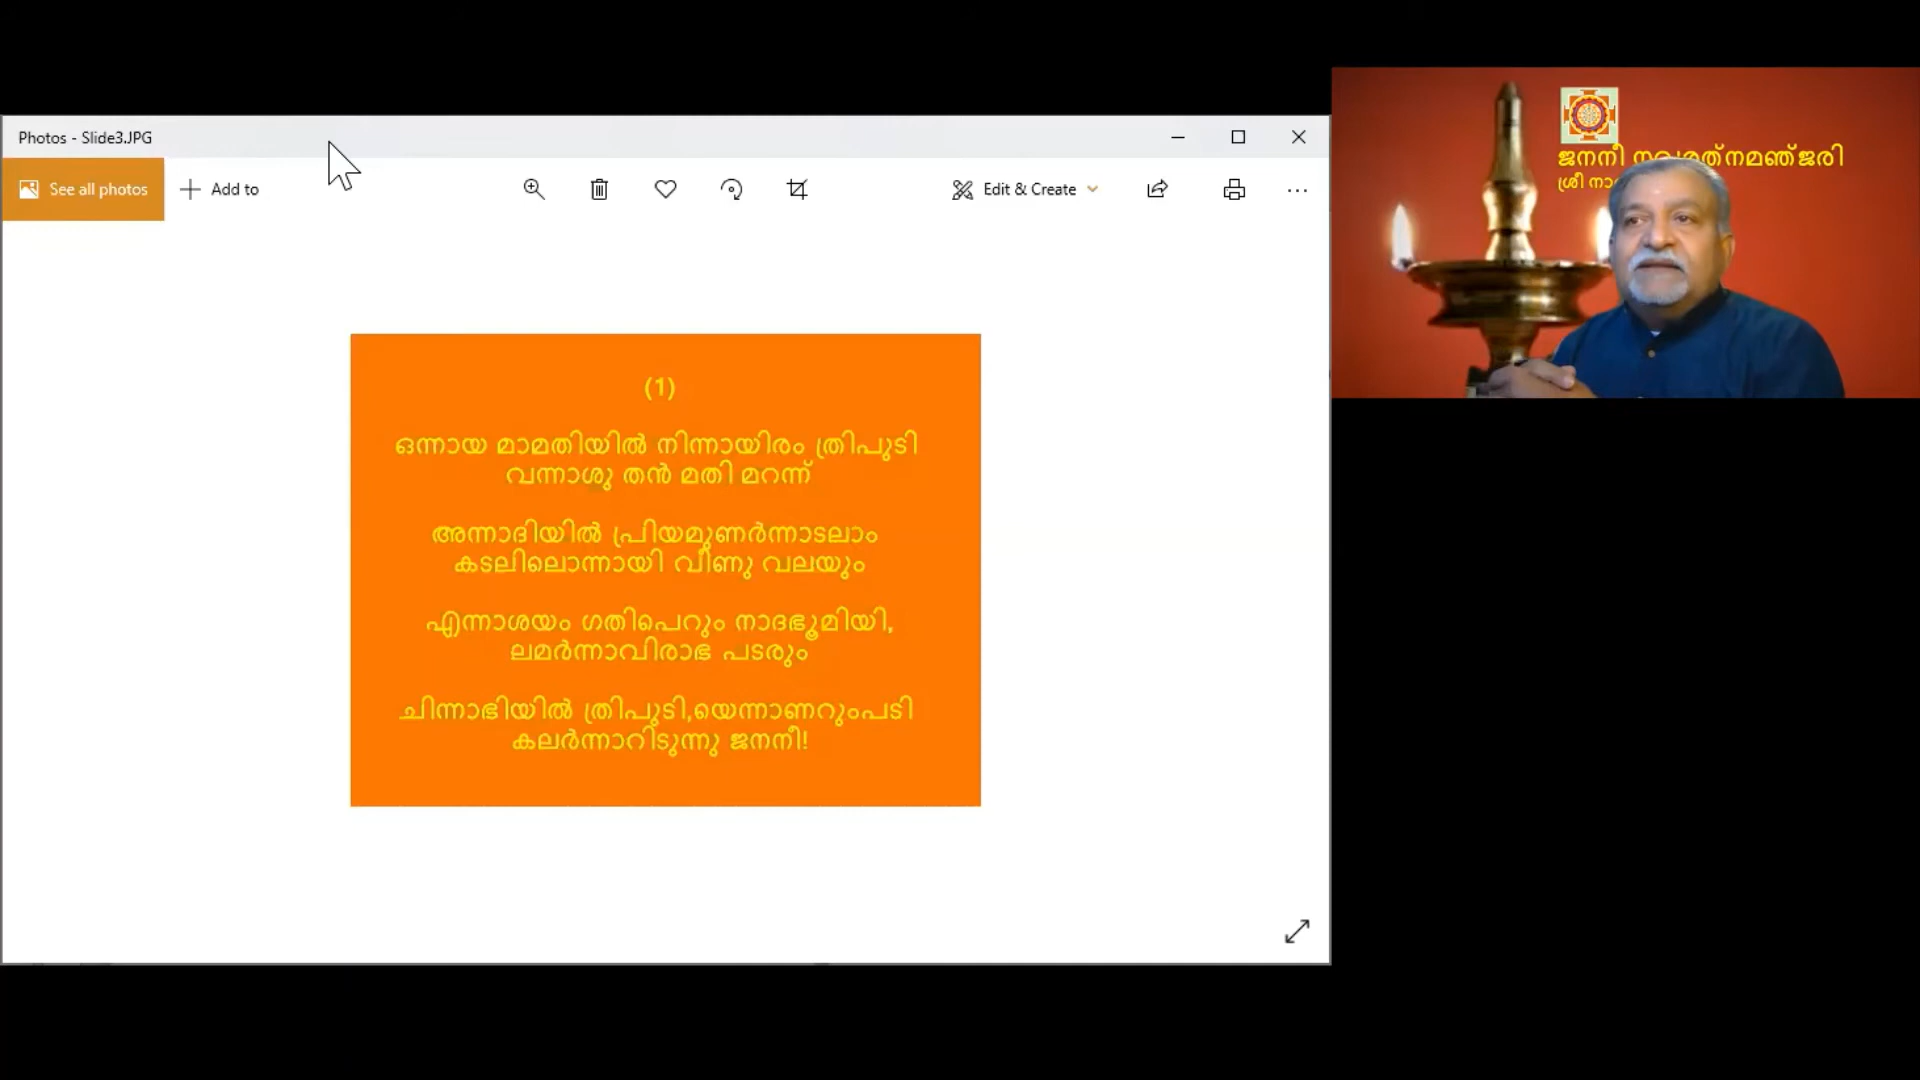 Photos - Slide3.JPG
See all photos
Add to
Edit & Create
(1)
ഒന്നായ മാമതിയിൽ നിന്നായിരം ത്രിപുടി
വന്നാശു തൻ മതി മറന്ന്
അന്നാദിയിൽ പ്രിയമുണർന്നാടലാം
കടലിലൊന്നായി വീണു വലയും
എന്നാശയം ഗതിപെറും നാദഭൂമിയി,
ലമർന്നാവിരാഭ പടരും
ചിന്നാഭിയിൽ ത്രിപുടി,യെന്നാണറുംപടി
കലർന്നാറിടുന്നു ജനനീ!
ജനനീ നവരത്നമഞ്ജരി
ശ്രീ